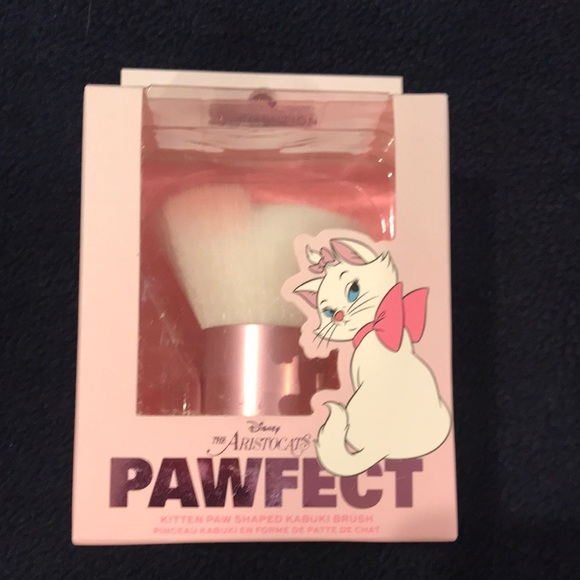 Disney
THE ARISTOCATS
PAWFECT
KITTEN PAW SHAPED KABUKI BRUSH
PINCEAU KABUKI EN FORME DE PATTE DE CHAT